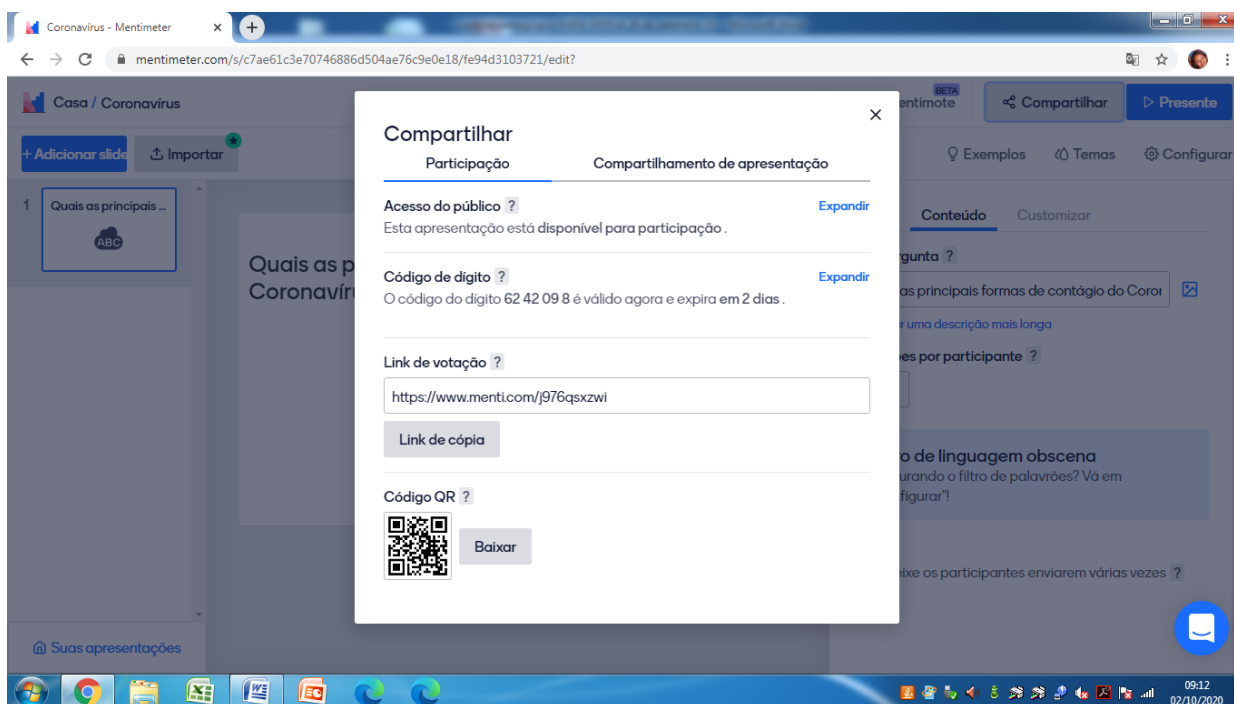 Coronavírus - Mentimeter
mentimeter.com/s/c7ae61c3e70746886d504ae76c9e0e18/fe94d3103721/edit?
Casa / Coronavírus
BETA
entimote
Compartilhar
Presente
+ Adicionar slide
Importar
Exemplos
Temas
Configurar
1
Quais as principais ...
ABC
Quais as p
Coronavír
Compartilhar
Participação
Compartilhamento de apresentação
Acesso do público ?
Expandir
Esta apresentação está disponível para participação .
Código de dígito ?
Expandir
O código do dígito 62 42 09 8 é válido agora e expira em 2 dias .
Link de votação ?
https://www.menti.com/j976qsxzwi
Link de cópia
Código QR ?
Baixar
Conteúdo
Customizar
rgunta ?
as principais formas de contágio do Coror
r uma descrição mais longa
es por participante ?
o de linguagem obscena
urando o filtro de palavrões? Vá em
figurar"!
eixe os participantes enviarem várias vezes ?
Suas apresentações
09:12
02/10/2020